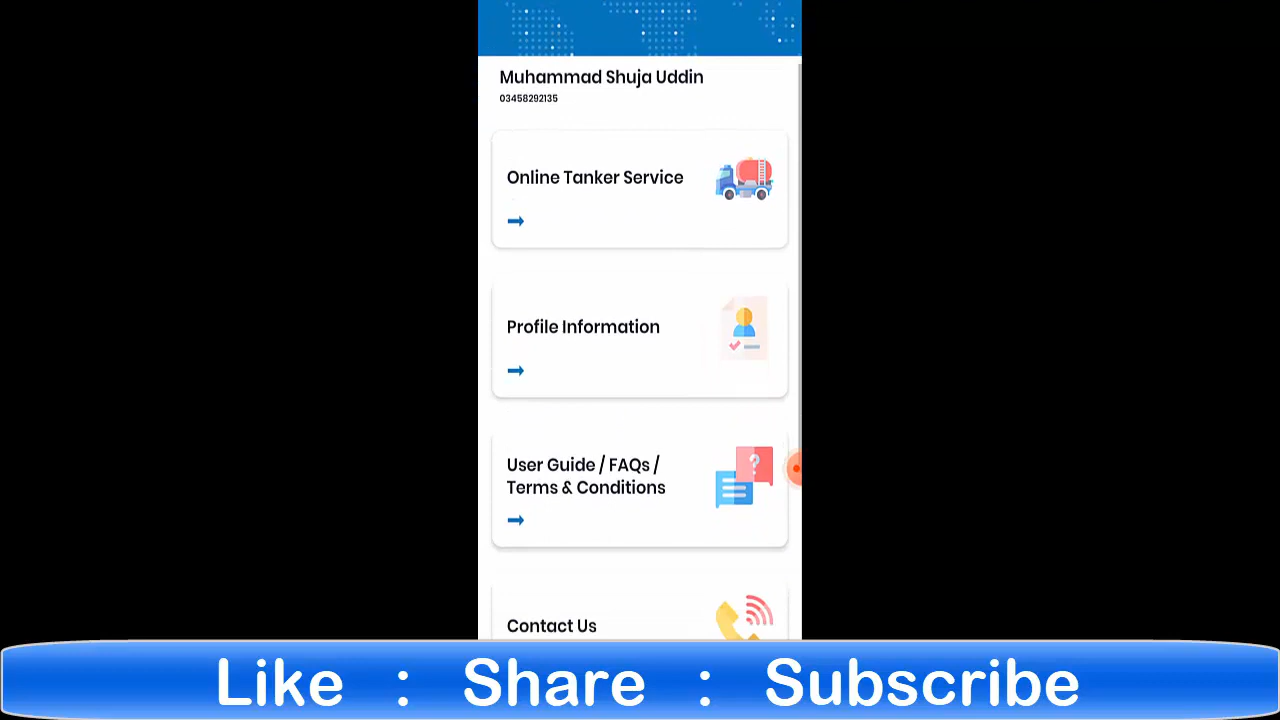 Muhammad Shuja Uddin
03458292135
Online Tanker Service
Profile Information
User Guide / FAQs /
Terms & Conditions
Contact Us
Like : Share : Subscribe